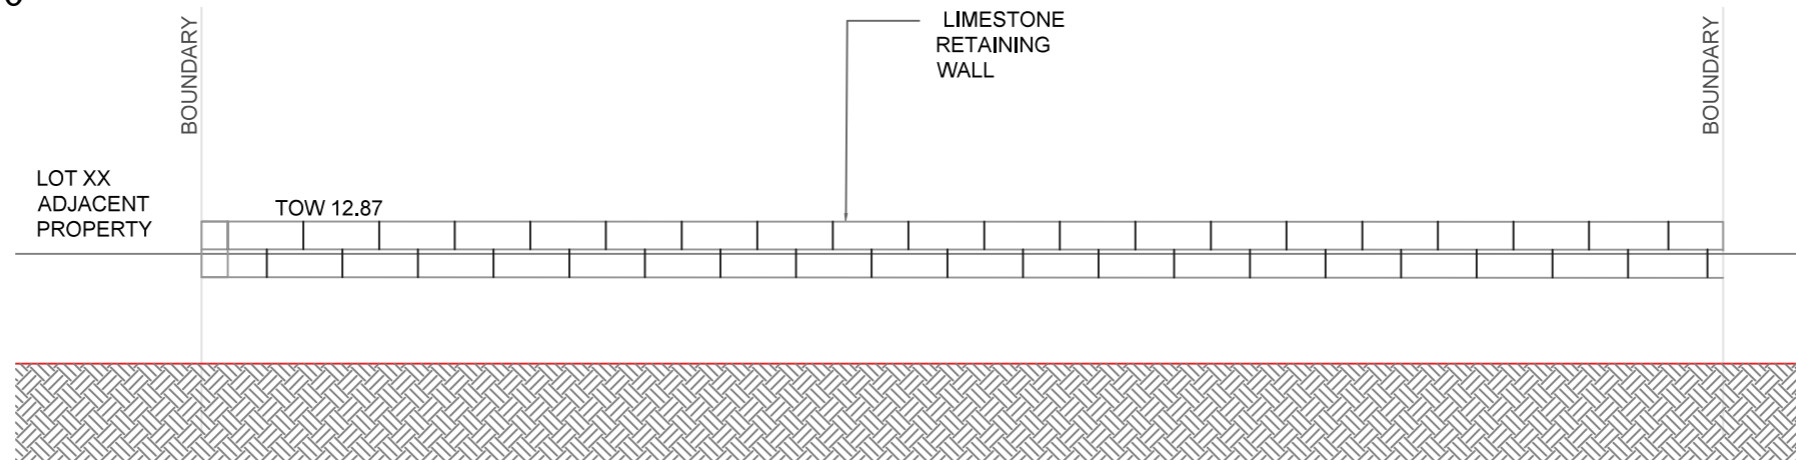 BOUNDARY
LIMESTONE
RETAINING
WALL
BOUNDARY
LOT XX
ADJACENT
PROPERTY
TOW 12.87